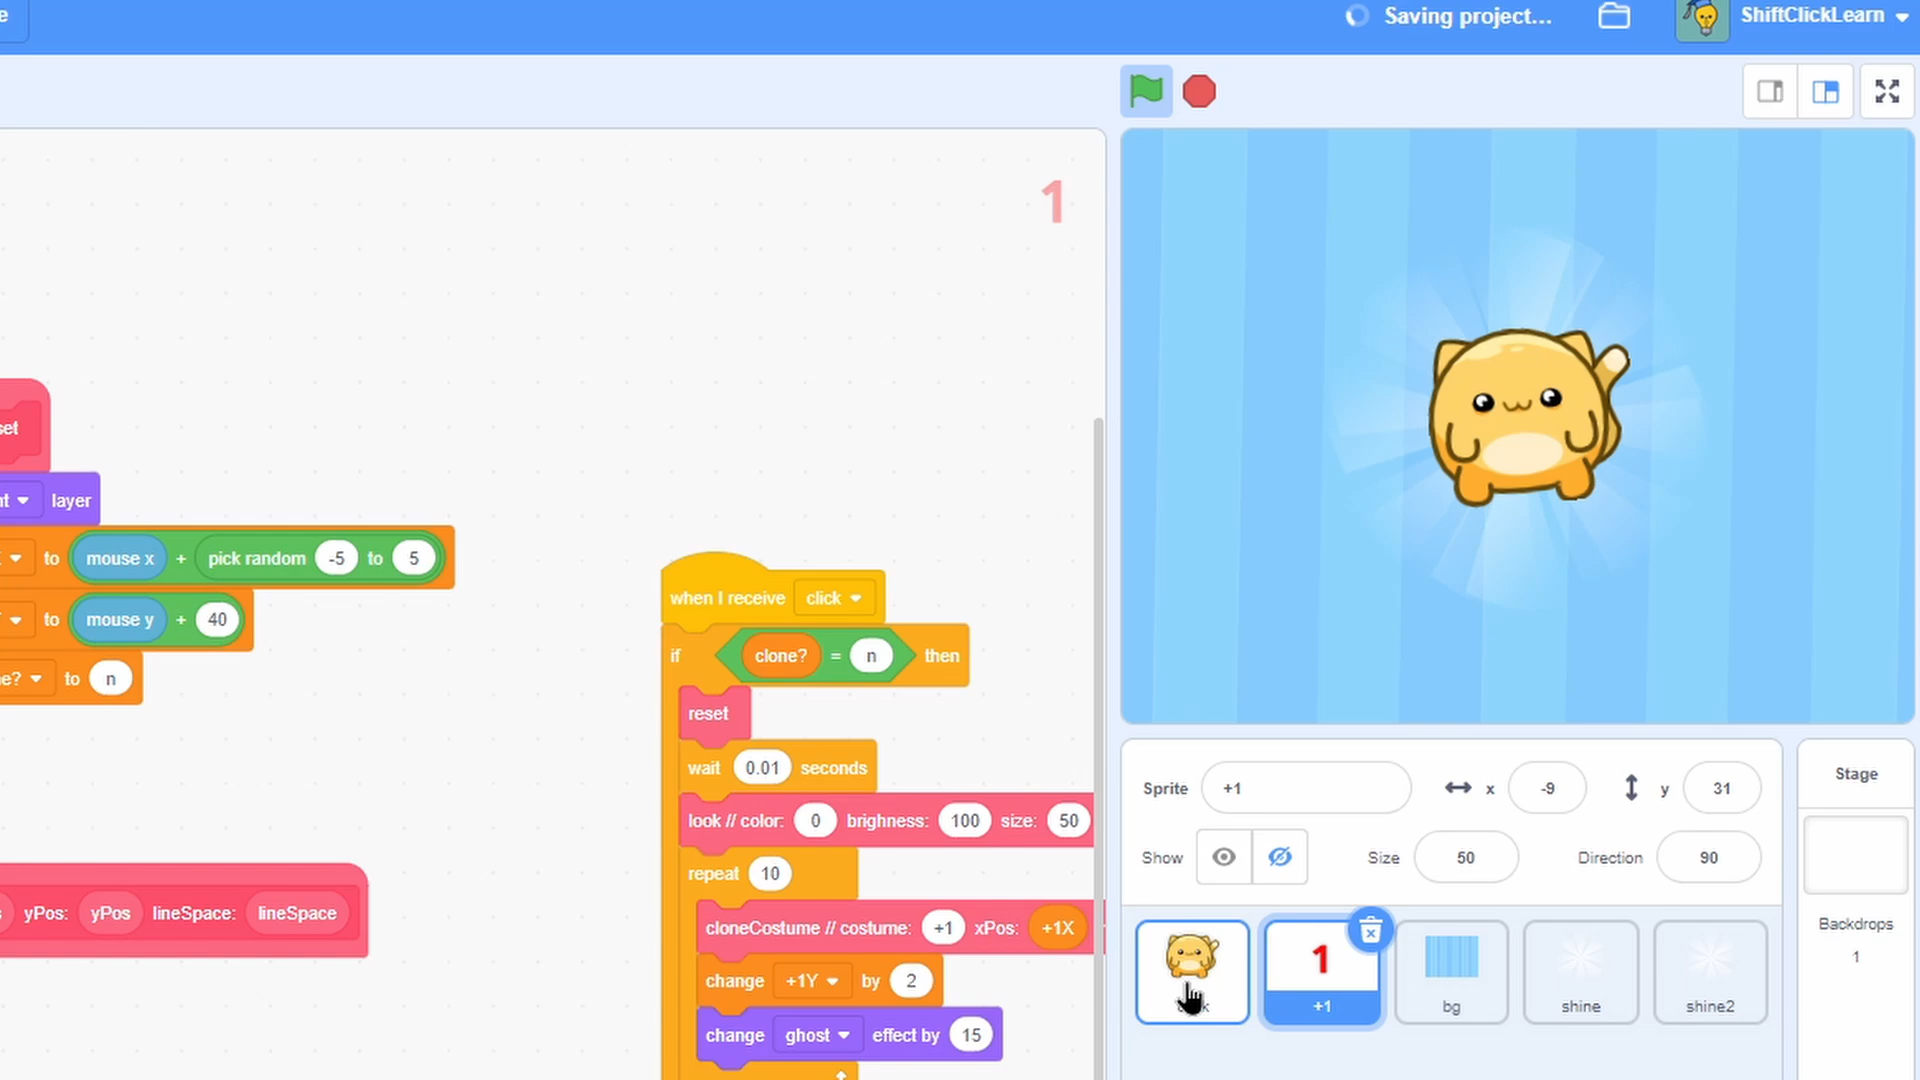 Saving project...
ShiftClickLearn
1
layer
to mouse x + pick random -5 to 5
to mouse y + 40
to n
when I receive click
if clone? = n then
reset
wait 0.01 seconds
look // color: 0 brighness: 100 size: 50
repeat 10
yPos: yPos lineSpace: lineSpace
cloneCostume // costume: +1 xPos: +1X
change +1Y by 2
change ghost effect by 15
Sprite +1 x -9 y 31
Show Size 50 Direction 90
Stage
Backdrops
1
1
+1
bg
shine
shine2